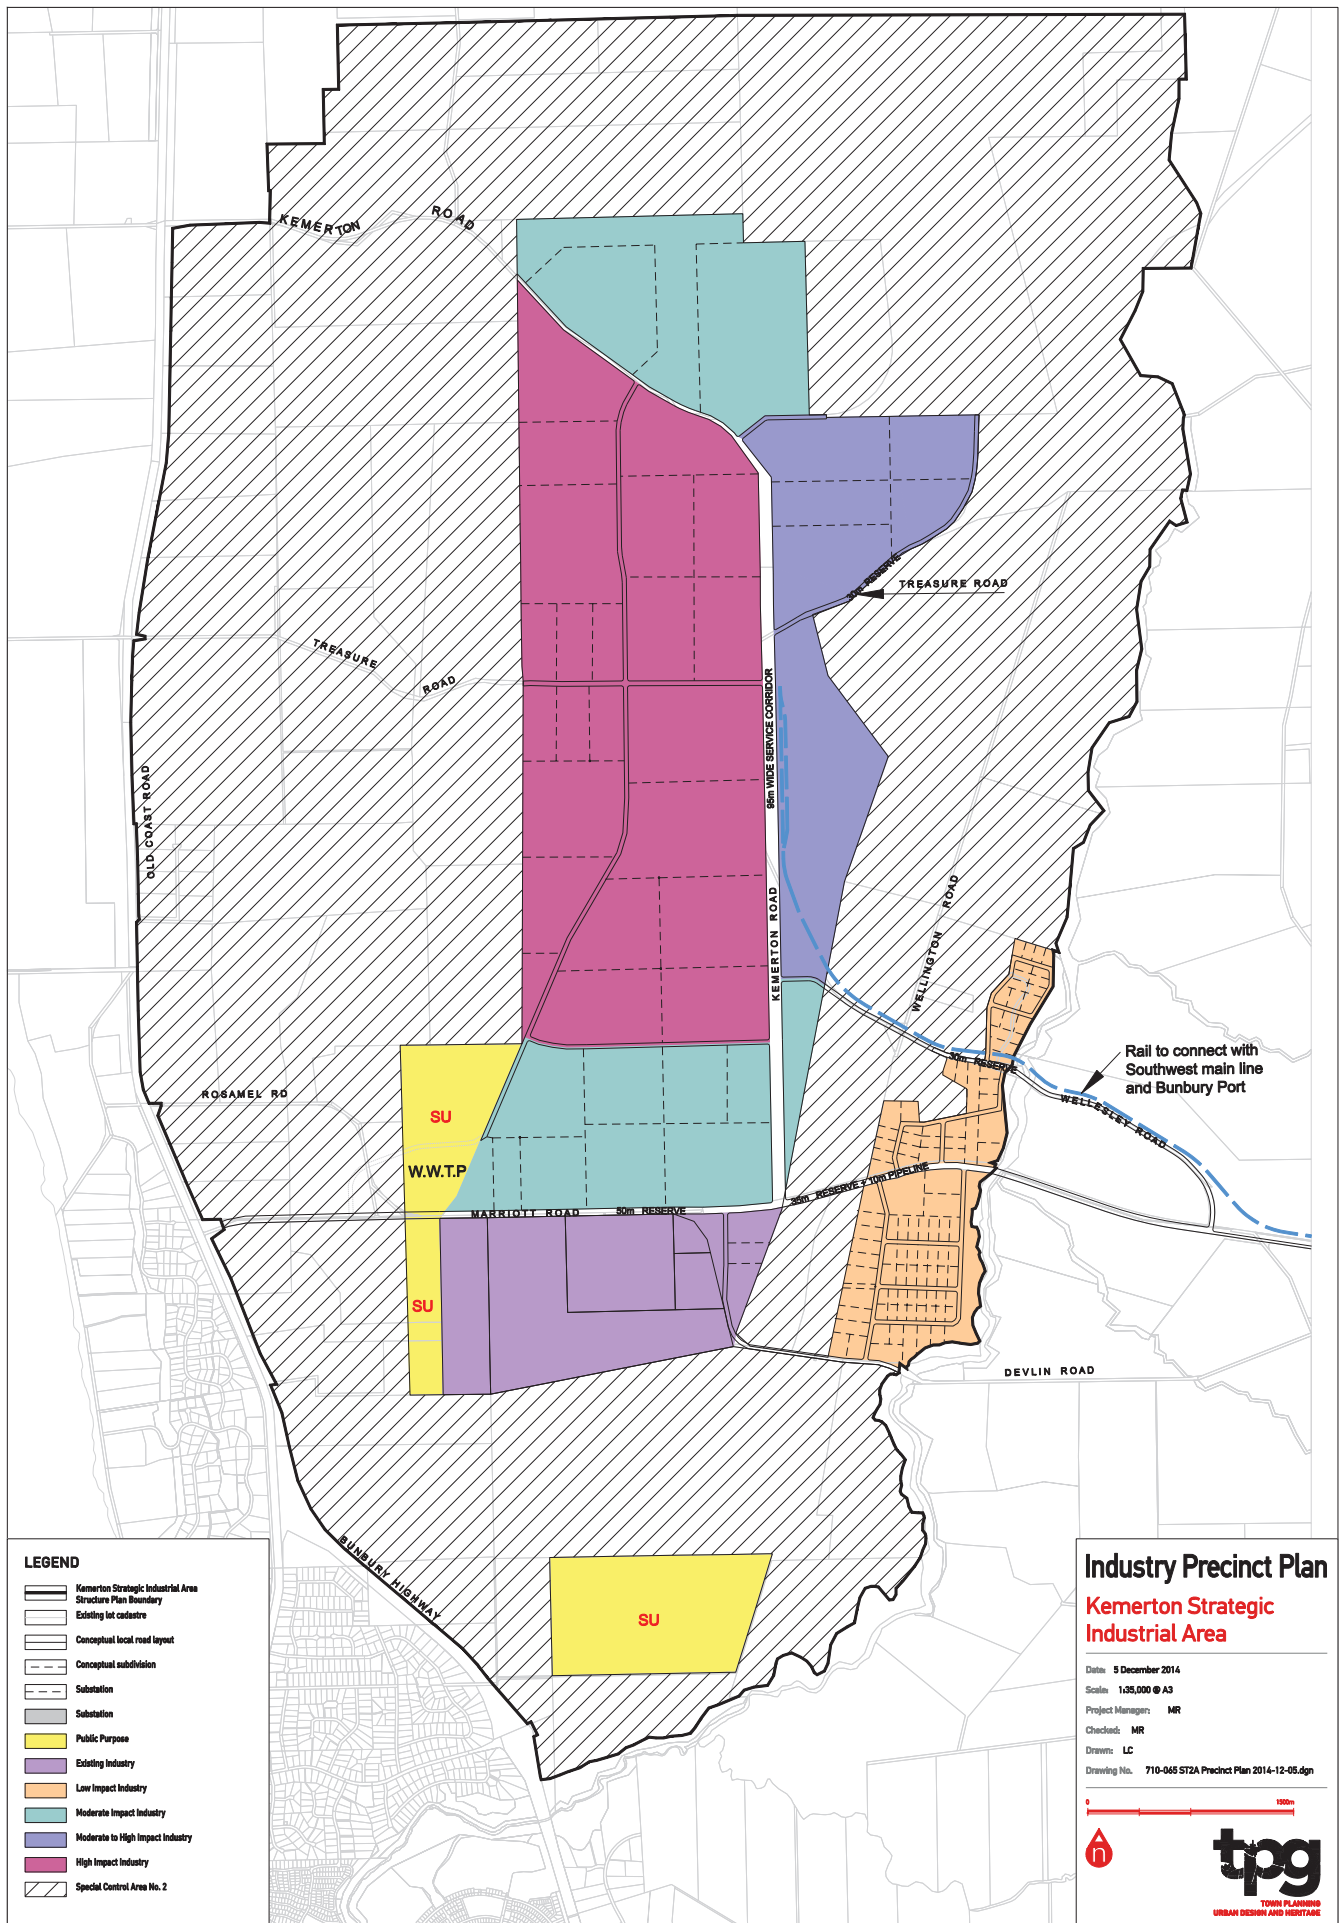 KEMERTON ROAD
30m RESERVE
TREASURE ROAD
TREASURE ROAD
95m WIDE SERVICE CORRIDOR
OLD COAST ROAD
KEMERTON ROAD
WELLINGTON ROAD
30m RESERVE
Rail to connect with
Southwest main line
and Bunbury Port
WELLESLEY ROAD
ROSAMEL RD
SU
W.W.T.P
35m RESERVE + 10m PIPELINE
MARRIOTT ROAD
50m RESERVE
SU
DEVLIN ROAD
BUNBURY HIGHWAY
SU
LEGEND
Kemerton Strategic Industrial Area
Structure Plan Boundary
Existing lot cadastre
Conceptual local road layout
Conceptual subdivision
Substation
Substation
Public Purpose
Existing Industry
Low Impact Industry
Moderate Impact Industry
Moderate to High Impact Industry
High Impact Industry
Special Control Area No. 2
Industry Precinct Plan
Kemerton Strategic
Industrial Area
Date: 5 December 2014
Scale: 1:35,000 @ A3
Project Manager: MR
Checked: MR
Drawn: LC
Drawing No. 710-065 ST2A Precinct Plan 2014-12-05.dgn
0 1500m
n
tpg
TOWN PLANNING
URBAN DESIGN AND HERITAGE